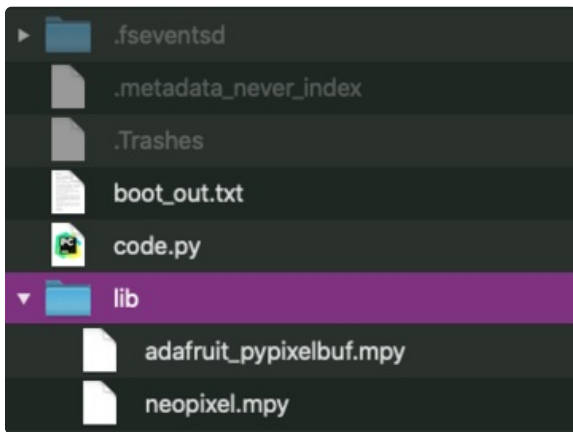 .fseventsd
.metadata_never_index
.Trashes
boot_out.txt
code.py
lib
adafruit_pypixelbuf.mpy
neopixel.mpy